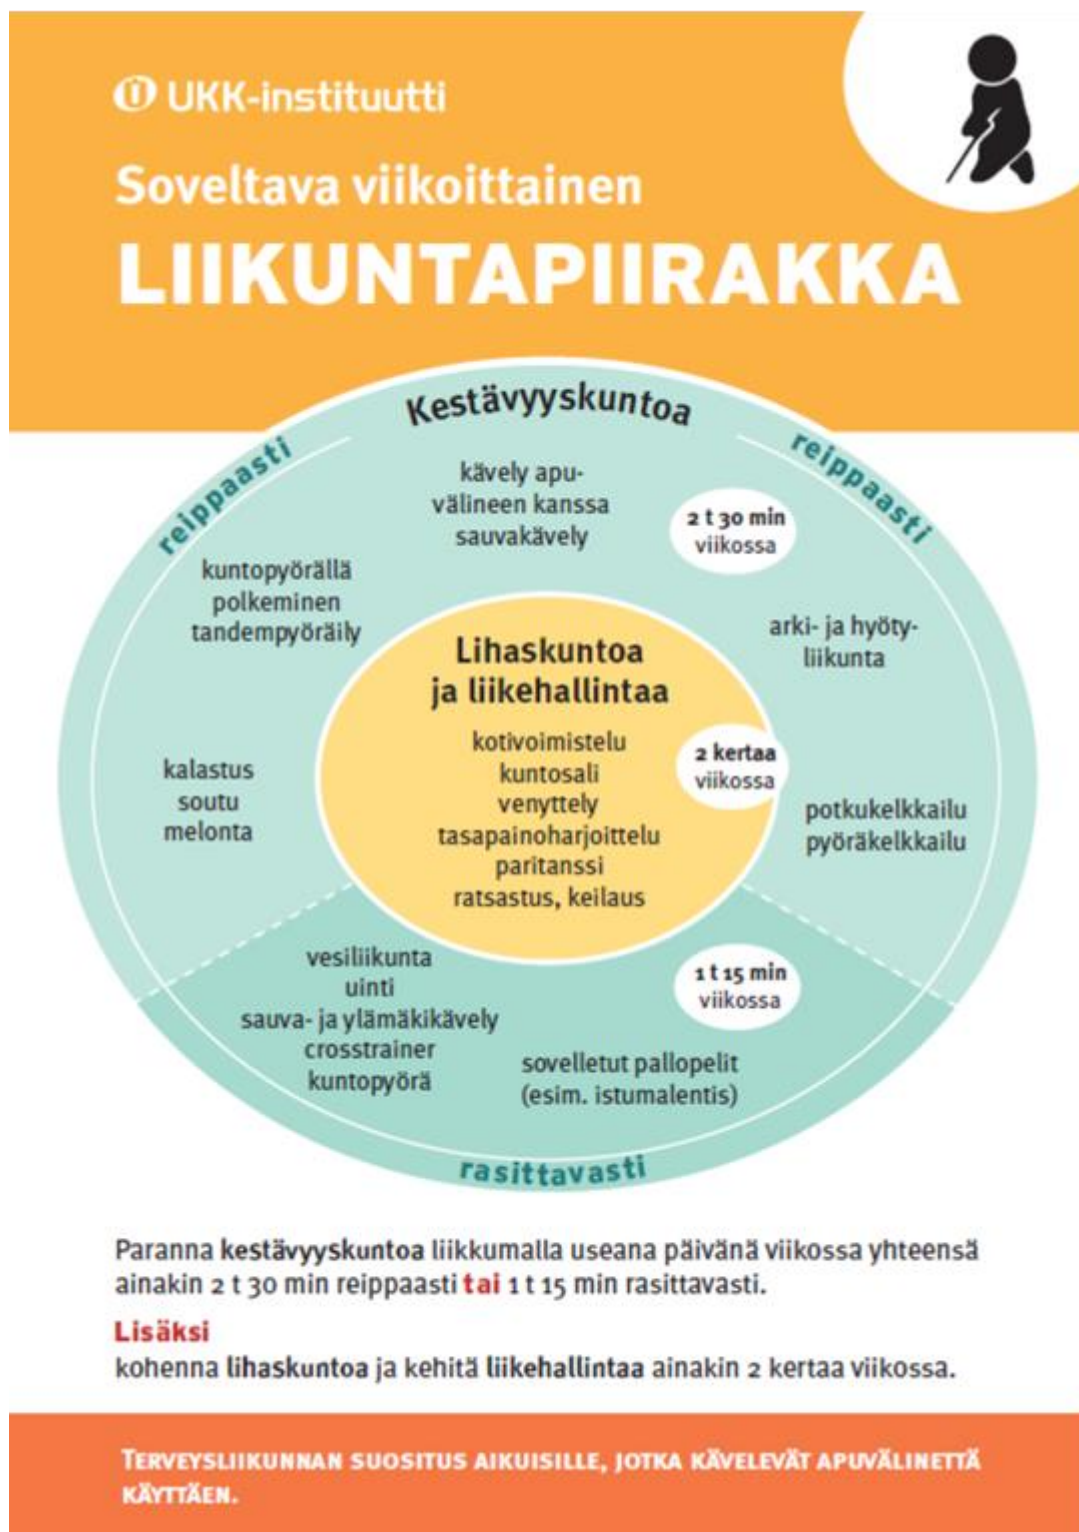 UKK-instituutti
Soveltava viikoittainen
LIIKUNTAPIIRAKKA
Kestävyyskuntoa
reippaasti
reippaasti
kävely apu-
välineen kanssa
sauvakävely
2 t 30 min
viikossa
kuntopyörällä
polkeminen
tandempyöräily
arki- ja hyöty-
liikunta
Lihaskuntoa
ja liikehallintaa
kotivoimistelu
kuntosali
venyttely
tasapainoharjoittelu
paritanssi
ratsastus, keilaus
2 kertaa
viikossa
kalastus
soutu
melonta
potkukelkkailu
pyöräkelkkailu
vesiliikunta
uinti
sauva- ja ylämäkikävely
crosstrainer
kuntopyörä
1 t 15 min
viikossa
sovelletut pallopelit
(esim. istumalentis)
rasittavasti
Paranna kestävyyskuntoa liikkumalla useana päivänä viikossa yhteensä
ainakin 2 t 30 min reippaasti tai 1 t 15 min rasittavasti.
Lisäksi
kohenna lihaskuntoa ja kehitä liikehallintaa ainakin 2 kertaa viikossa.
TERVEYSLIIKUNNAN SUOSITUS AIKUISILLE, JOTKA KÄVELEVÄT APUVÄLINETTÄ
KÄYTTÄEN.